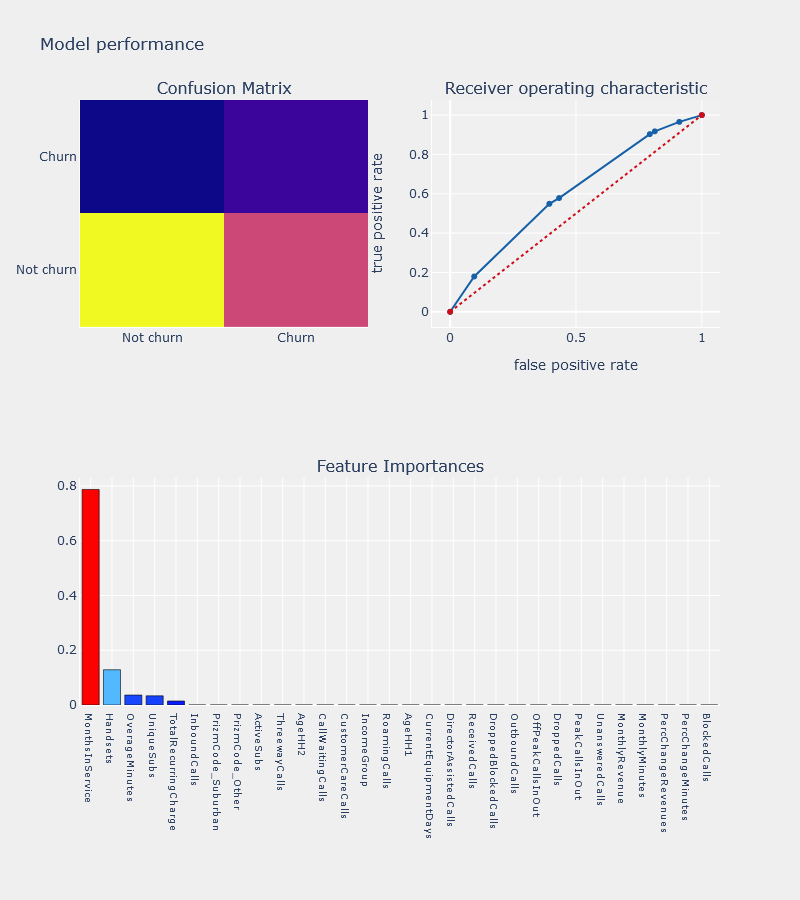 Model performance
Confusion Matrix
Churn
Not churn
Not churn
Churn
Receiver operating characteristic
true positive rate
1
0.8
0.6
0.4
0.2
0
0
0.5
1
false positive rate
Feature Importances
0.8
0.6
0.4
0.2
0
MonthsInService
Handsets
OverageMinutes
UniqueSubs
TotalRecurringCharge
InboundCalls
PrizmCode_Suburban
PrizmCode_Other
ActiveSubs
ThreewayCalls
AgeHH2
CallWaitingCalls
CustomerCareCalls
IncomeGroup
RoamingCalls
AgeHH1
CurrentEquipmentDays
DirectorAssistedCalls
ReceivedCalls
DroppedBlockedCalls
OutboundCalls
OffPeakCallsInOut
DroppedCalls
PeakCallsInOut
UnansweredCalls
MonthlyRevenue
MonthlyMinutes
PercChangeRevenues
PercChangeMinutes
BlockedCalls